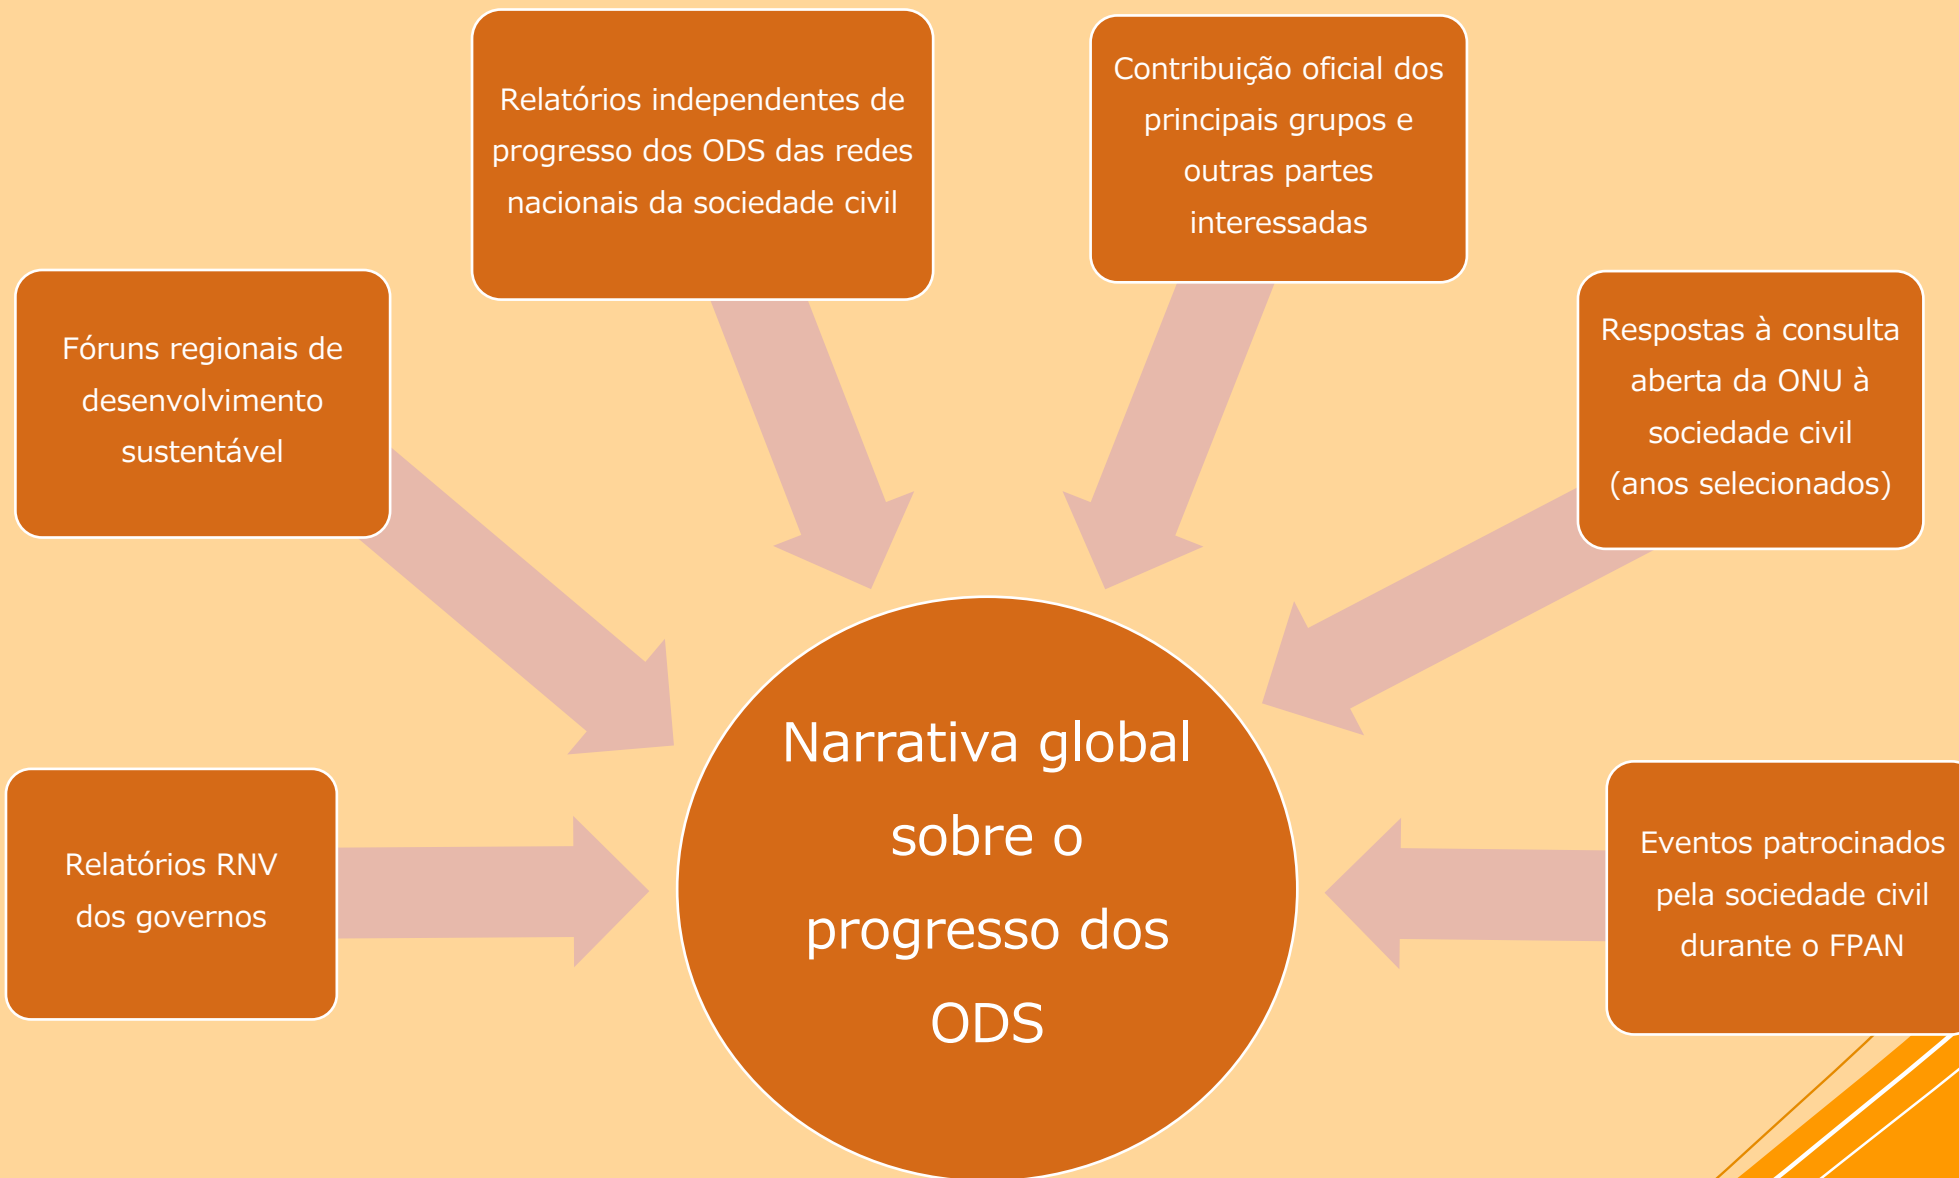 Relatórios independentes de
progresso dos ODS das redes
nacionais da sociedade civil
Contribuição oficial dos
principais grupos e
outras partes
interessadas
Fóruns regionais de
desenvolvimento
sustentável
Respostas à consulta
aberta da ONU à
sociedade civil
(anos selecionados)
Relatórios RNV
dos governos
Narrativa global
sobre o
progresso dos
ODS
Eventos patrocinados
pela sociedade civil
durante o FPAN